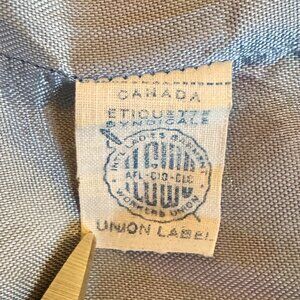 CANADA
ETIQUETTE
SYNDICALE
INT'L LADIES GARMENT
ILGWU
AFL-CIO-CLC
WORKERS UNION
UNION LABEL